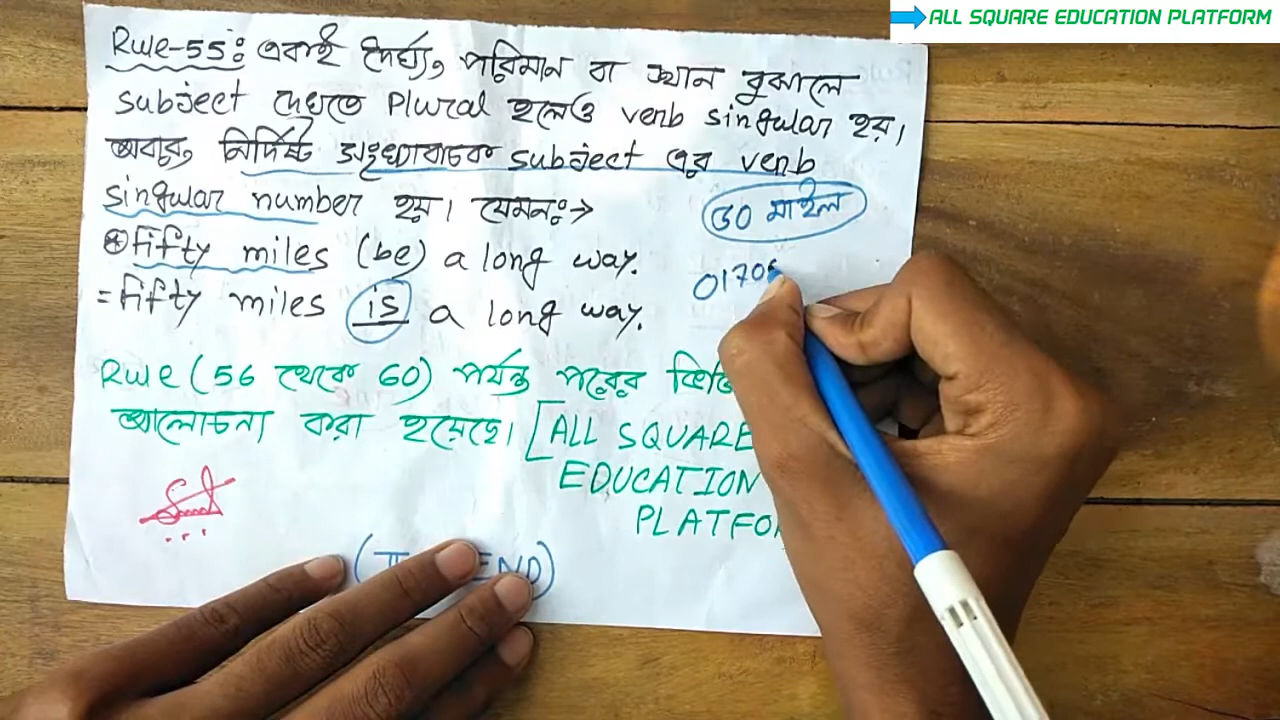 ALL SQUARE EDUCATION PLATFORM
Rule-55: একই দৈর্ঘ্য, পরিমান বা স্থান বুঝালে
subject দেখতে Plural হলেও verb singular হয়।
আবার, নির্দিষ্ট সংখ্যাবাচক subject এর verb
singular number হয়। যেমনঃ→
50 মাইল
Fifty miles (be) a long way.
0170
= Fifty miles is a long way.
Rule (56 থেকে 60) পর্যন্ত পরের
আলোচনা করা হয়েছে। [ALL SQUARE
EDUCATION
PLATFO
END)